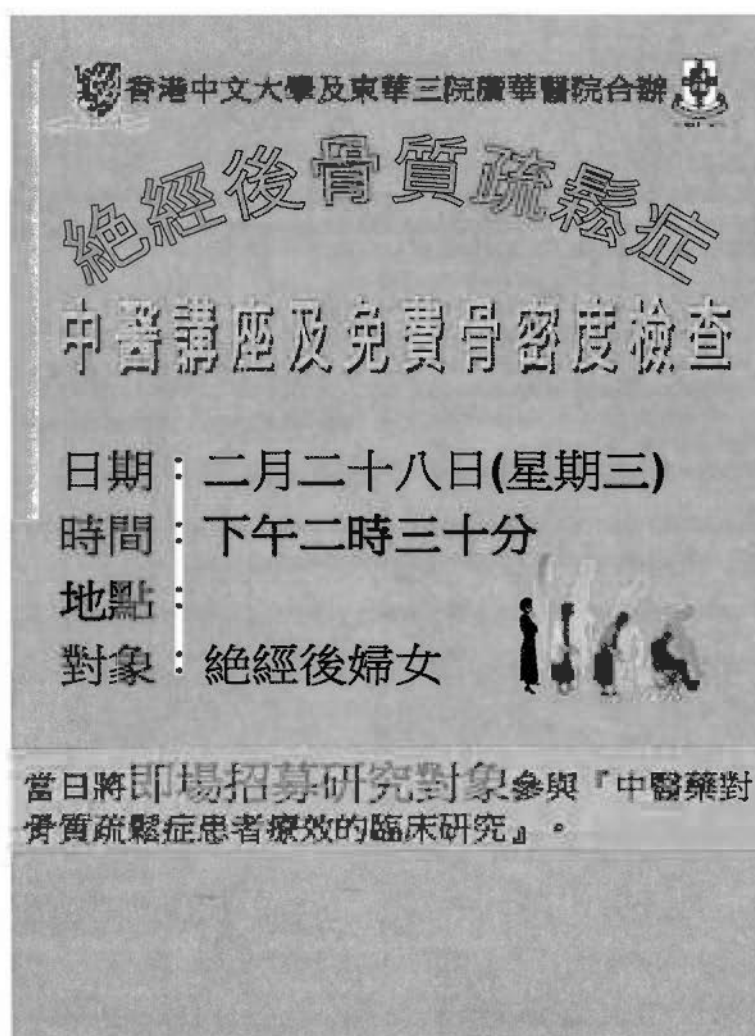 香港中文大學及東華三院廣華醫院合辦
絕經後骨質疏鬆症
中醫講座及免費骨密度檢查
日期：二月二十八日(星期三)
時間：下午二時三十分
地點：
對象：絕經後婦女
當日將即場招募研究對象參與『中醫藥對
骨質疏鬆症患者療效的臨床研究』。